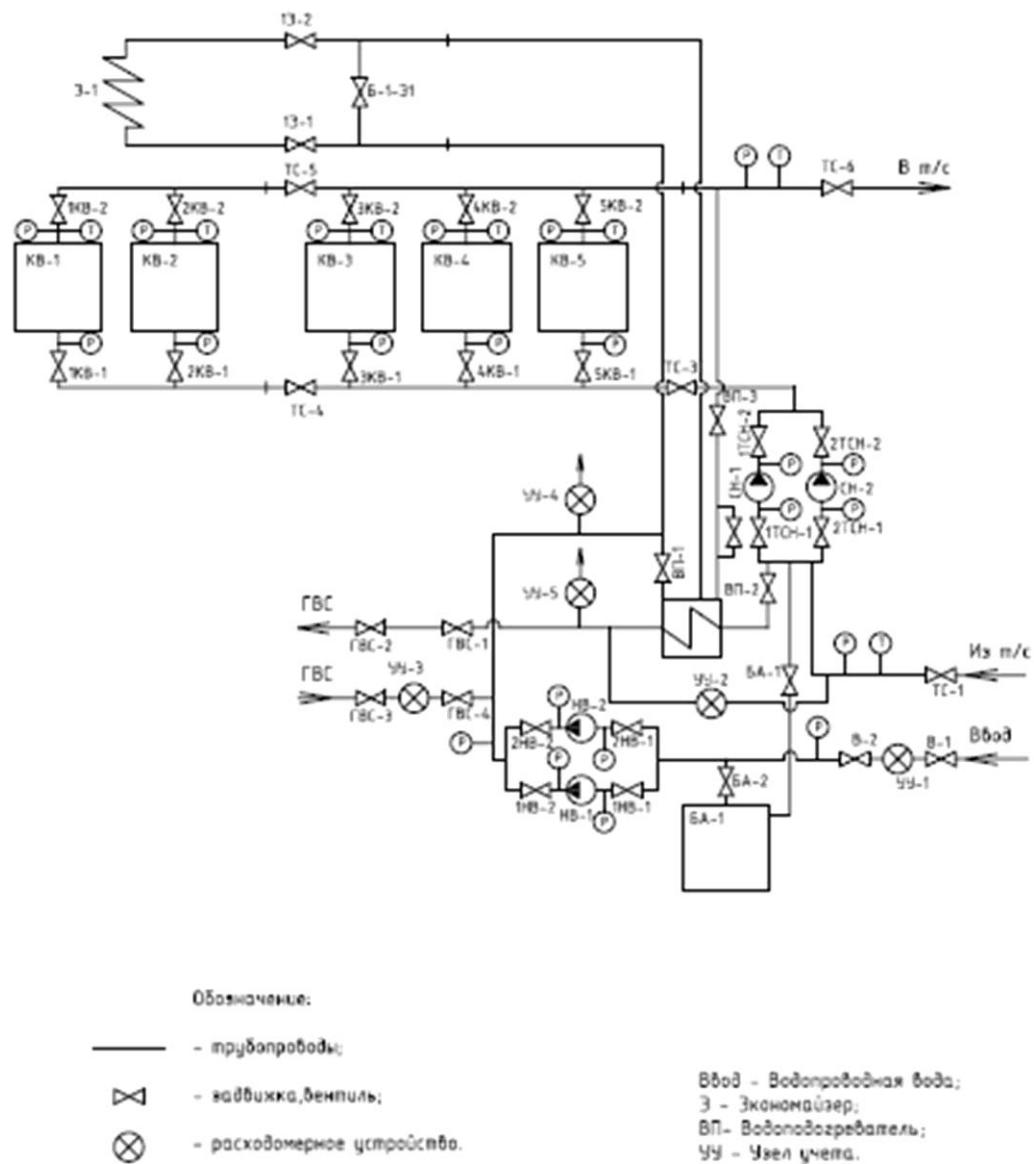 1Э-2
Э-1
Б-1-Э1
1Э-1
ТС-5
Р
Т
ТС-6
В т/с
1КВ-2
2КВ-2
3КВ-2
4КВ-2
5КВ-2
Р
Т
Р
Т
Р
Т
Р
Т
Р
Т
КВ-1
КВ-2
КВ-3
КВ-4
КВ-5
Р
Р
Р
Р
Р
1КВ-1
2КВ-1
3КВ-1
4КВ-1
5КВ-1
ТС-3
ТС-4
ВП-3
1ТСН-2
2ТСН-2
Р
Р
СН-1
СН-2
УУ-4
Р
Р
1ТСН-1
2ТСН-1
ВП-1
УУ-5
ВП-2
ГВС
ГВС-2
ГВС-1
Р
Т
Из т/с
ГВС
УУ-3
БА-1
ТС-1
ГВС-3
ГВС-4
УУ-2
Р
НВ-2
Р
2НВ-2
2НВ-1
Р
В-2
В-1
Ввод
Р
Р
УУ-1
БА-2
1НВ-2
НВ-1
1НВ-1
Р
БА-1
Обозначение:
- трубопроводы;
- задвижка,вентиль;
- расходомерное устройство.
Ввод - Водопроводная вода;
Э - Экономайзер;
ВП- Водоподогреватель;
УУ - Узел учета.